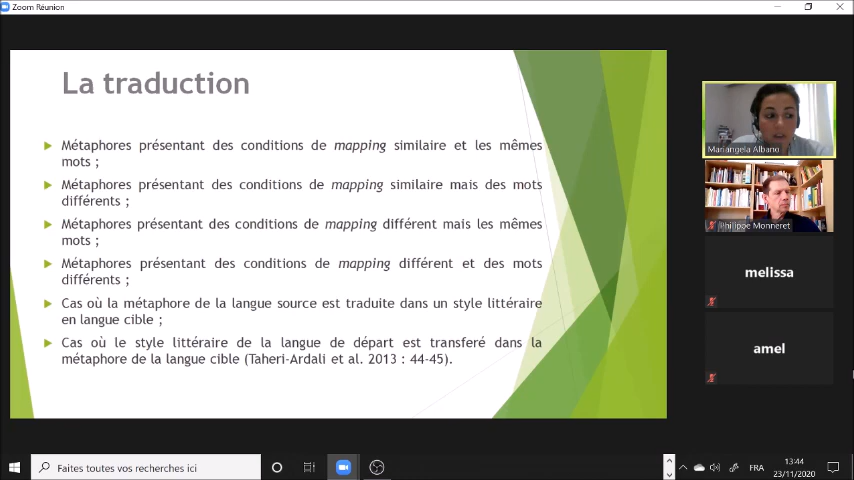 Zoom Réunion
La traduction
Métaphores présentant des conditions de mapping similaire et les mêmes
mots ;
Métaphores présentant des conditions de mapping similaire mais des mots
différents ;
Métaphores présentant des conditions de mapping différent mais les mêmes
mots ;
Métaphores présentant des conditions de mapping différent et des mots
différents ;
Cas où la métaphore de la langue source est traduite dans un style littéraire
en langue cible ;
Cas où le style littéraire de la langue de départ est transferé dans la
métaphore de la langue cible (Taheri-Ardali et al. 2013 : 44-45).
Mariangela Albano
Philippe Monneret
melissa
amel
Faites toutes vos recherches ici
FRA
13:44
23/11/2020